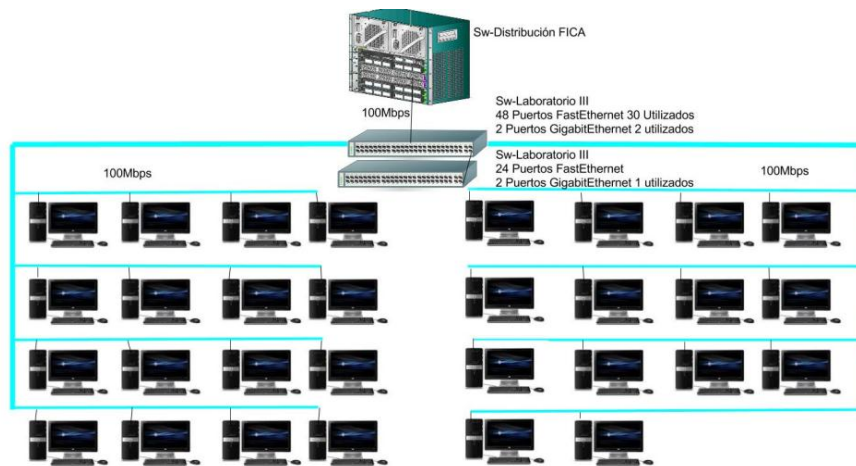 Sw-Distribución FICA
100Mbps
Sw-Laboratorio III
48 Puertos FastEthernet 30 Utilizados
2 Puertos GigabitEthernet 2 utilizados
Sw-Laboratorio III
24 Puertos FastEthernet
2 Puertos GigabitEthernet 1 utilizados
100Mbps
100Mbps